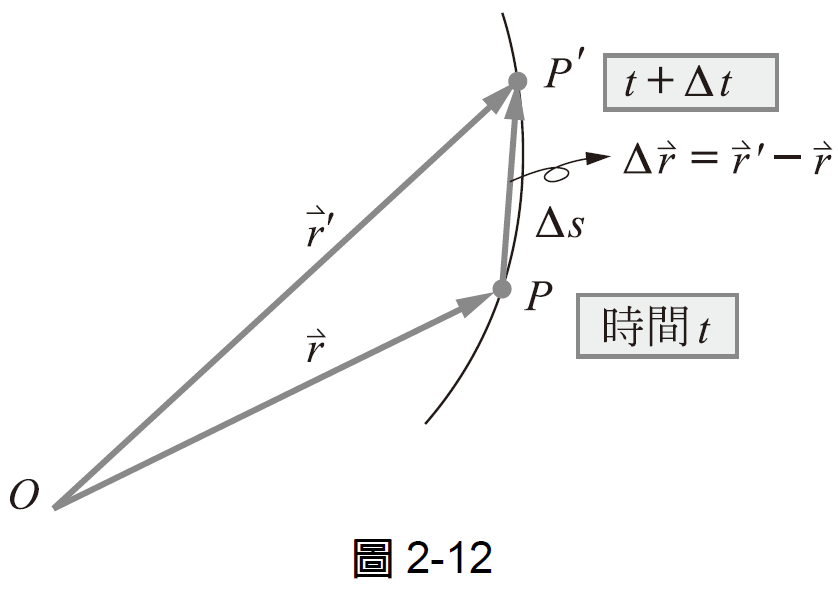 P′
t + Δt
Δr⃗ = r⃗′ − r⃗
r⃗′
Δs
P
時間 t
r⃗
O
圖 2-12